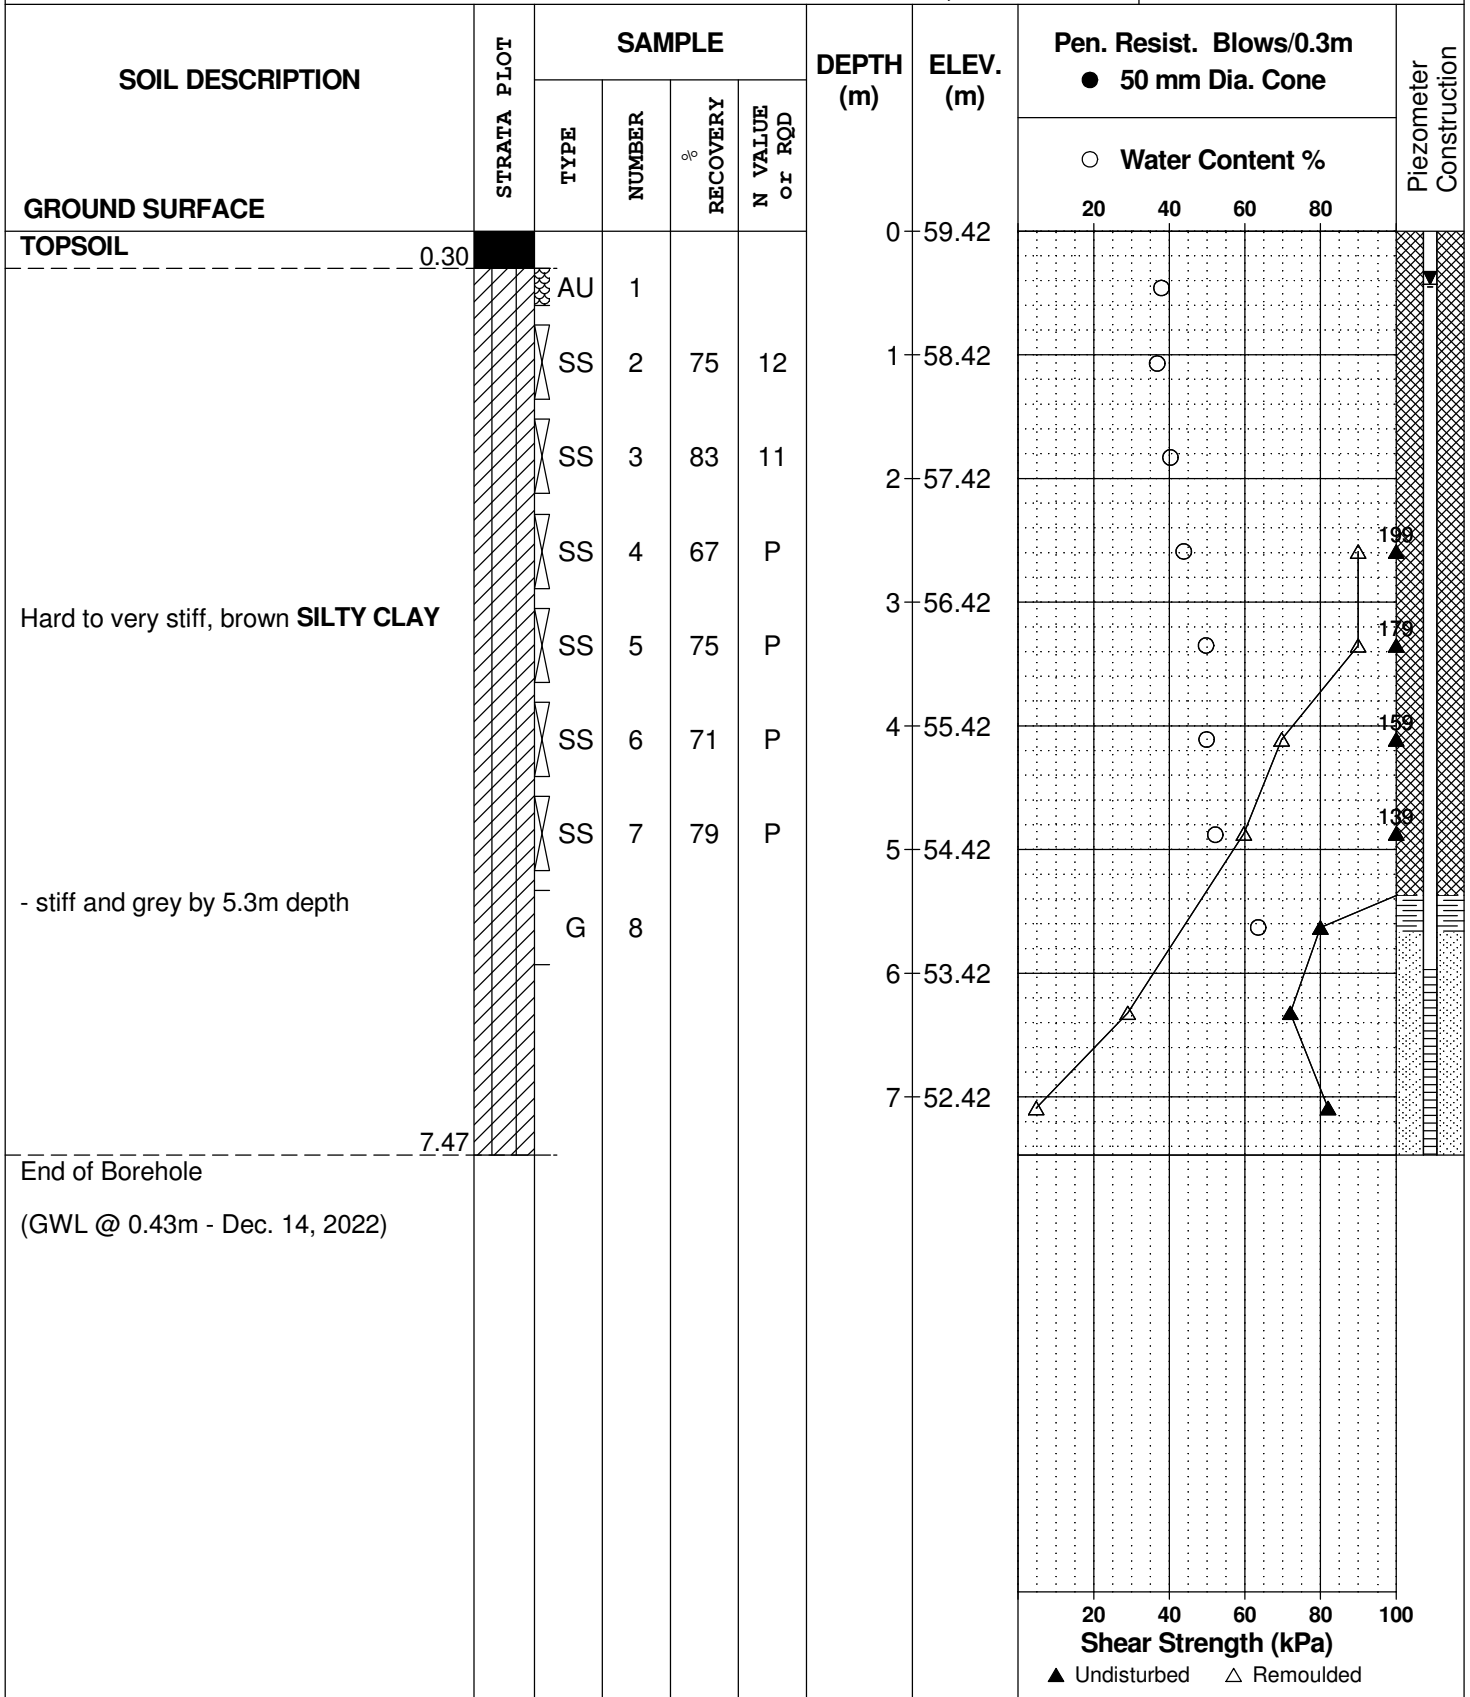 SOIL DESCRIPTION
GROUND SURFACE
STRATA PLOT
SAMPLE
TYPE
NUMBER
%
RECOVERY
N VALUE
or RQD
DEPTH
(m)
ELEV.
(m)
Pen. Resist. Blows/0.3m
● 50 mm Dia. Cone
○ Water Content %
20 40 60 80
Piezometer
Construction
0 59.42
TOPSOIL
0.30
AU 1
SS 2 75 12
1 58.42
SS 3 83 11
2 57.42
199
SS 4 67 P
3 56.42
Hard to very stiff, brown SILTY CLAY
179
SS 5 75 P
4 55.42
159
SS 6 71 P
139
SS 7 79 P
5 54.42
- stiff and grey by 5.3m depth
G 8
6 53.42
7 52.42
7.47
End of Borehole
(GWL @ 0.43m - Dec. 14, 2022)
20 40 60 80 100
Shear Strength (kPa)
▲ Undisturbed △ Remoulded